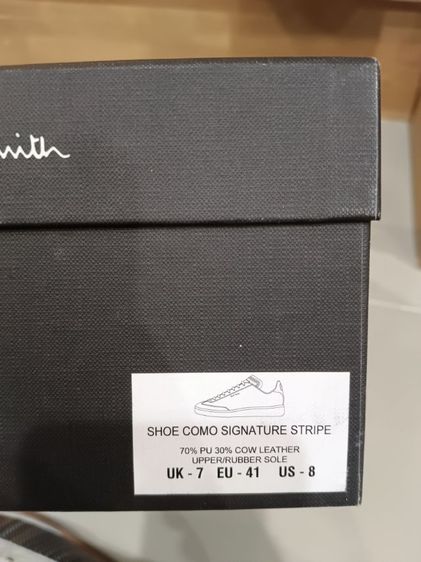 mith
SHOE COMO SIGNATURE STRIPE
70% PU 30% COW LEATHER
UPPER/RUBBER SOLE
UK - 7 EU - 41 US - 8